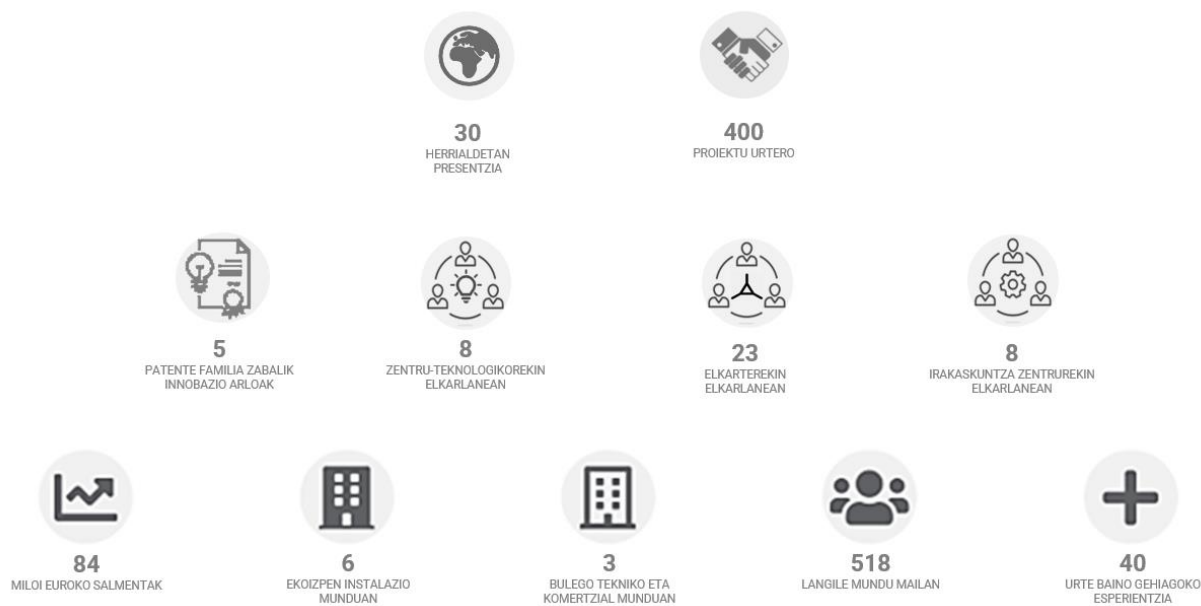 30
HERRIALDETAN
PRESENTZIA
400
PROIEKTU URTERO
5
PATENTE FAMILIA ZABALIK
INNOBAZIO ARLOAK
8
ZENTRU-TEKNOLOGIKOREKIN
ELKARLANEAN
23
ELKARTEREKIN
ELKARLANEAN
8
IRAKASKUNTZA ZENTRUREKIN
ELKARLANEAN
84
MILOI EUROKO SALMENTAK
6
EKOIZPEN INSTALAZIO
MUNDUAN
3
BULEGO TEKNIKO ETA
KOMERTZIAL MUNDUAN
518
LANGILE MUNDU MAILAN
40
URTE BAINO GEHIAGOKO
ESPERIENTZIA